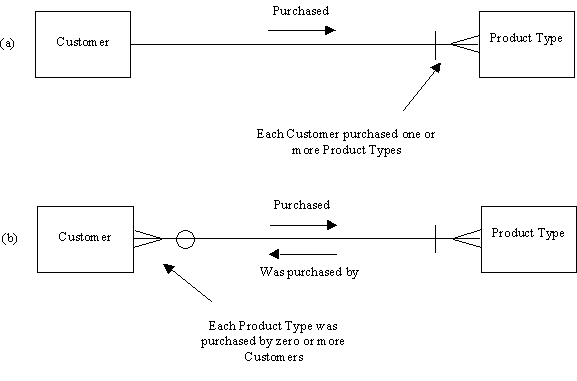 Purchased
(a)
Customer
Product Type
Each Customer purchased one or
more Product Types
Purchased
(b)
Customer
Product Type
Was purchased by
Each Product Type was
purchased by zero or more
Customers